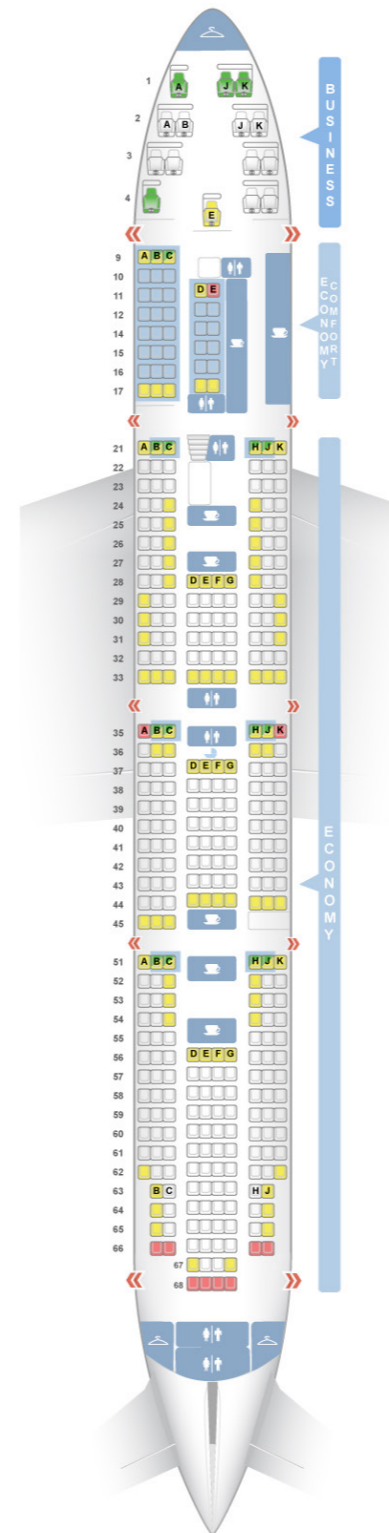 1 A J K
BUSINESS
2 A B J K
3
4 E
9 A B C
ECONOMY COMFORT
10
11 D E
12
14
15
16
17
21 A B C H J K
22
23
24
25
26
27
28 D E F G
29
30
31
32
33
35 A B C H J K
36
37 D E F G
38
39
40
41
42
43
44
45
ECONOMY
51 A B C H J K
52
53
54
55
56 D E F G
57
58
59
60
61
62
63 B C H J
64
65
66
67
68